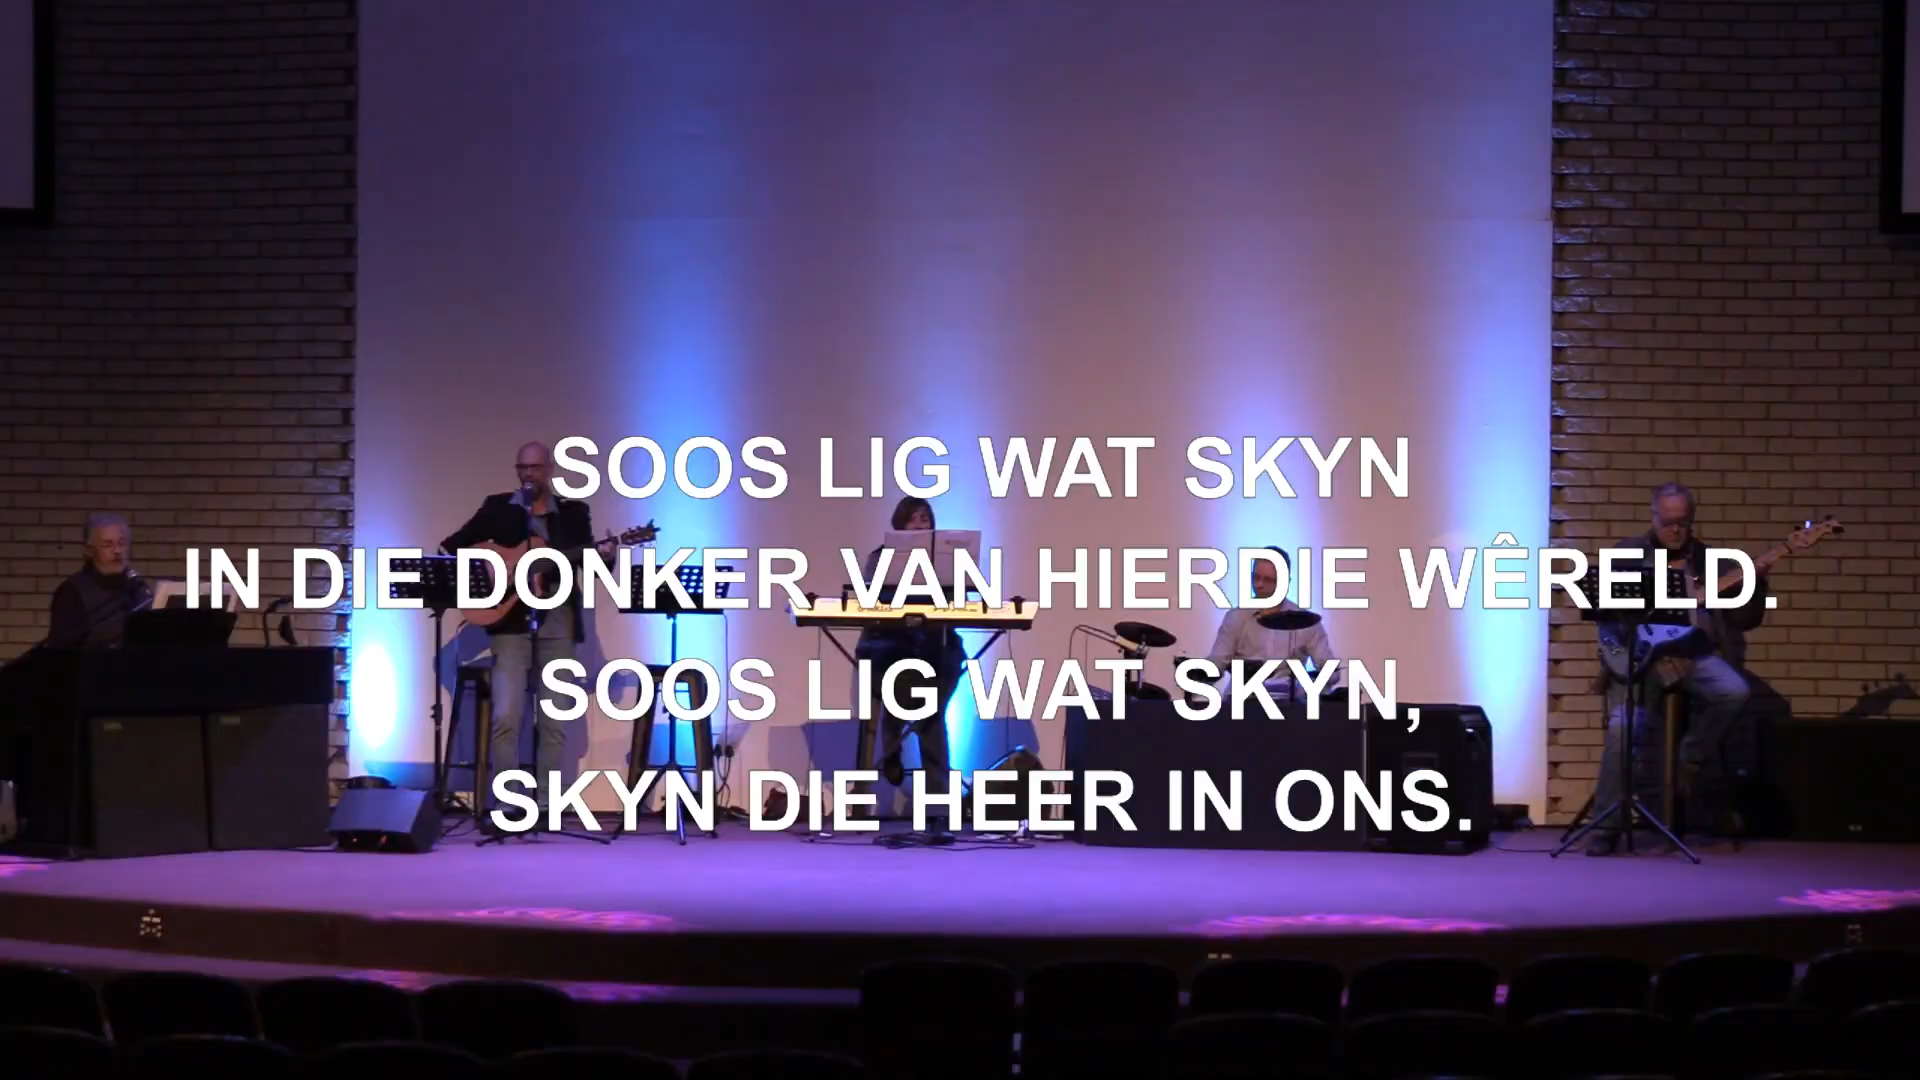 SOOS LIG WAT SKYN
IN DIE DONKER VAN HIERDIE WÊRELD.
SOOS LIG WAT SKYN,
SKYN DIE HEER IN ONS.